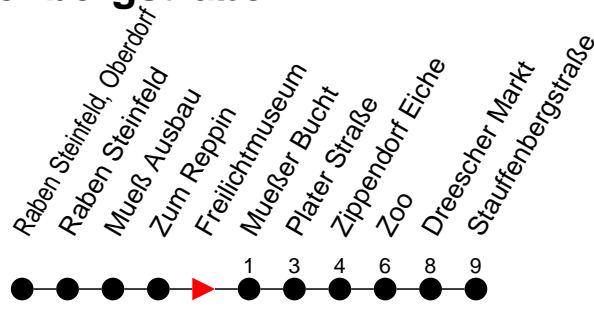 Raben Steinfeld, Oberdorf
Raben Steinfeld
Mueß Ausbau
Zum Reppin
Freilichtmuseum
Mueßer Bucht
Plater Straße
Zippendorf Eiche
Zoo
Dreescher Markt
Stauffenbergstraße
1 3 4 6 8 9